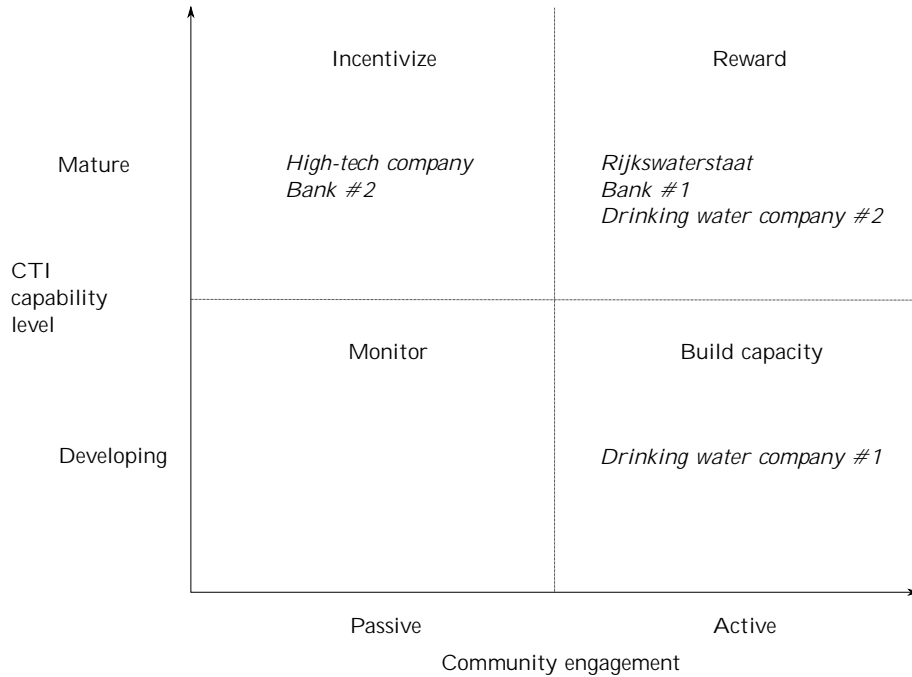 Incentivize
Reward
Mature
High-tech company
Bank #2
Rijkswaterstaat
Bank #1
Drinking water company #2
CTI
capability
level
Monitor
Build capacity
Developing
Drinking water company #1
Passive
Active
Community engagement